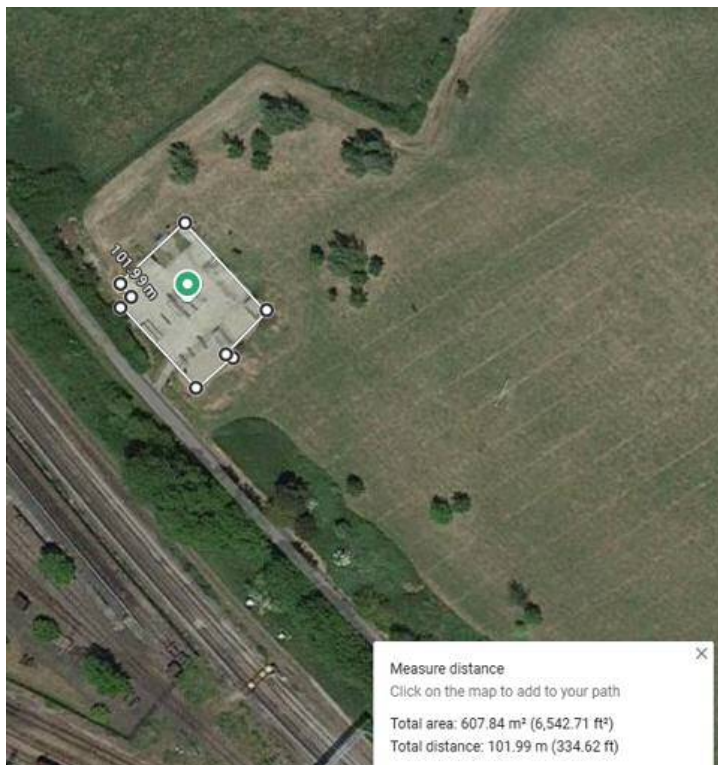 101.99 m
Measure distance
Click on the map to add to your path
Total area: 607.84 m² (6,542.71 ft²)
Total distance: 101.99 m (334.62 ft)